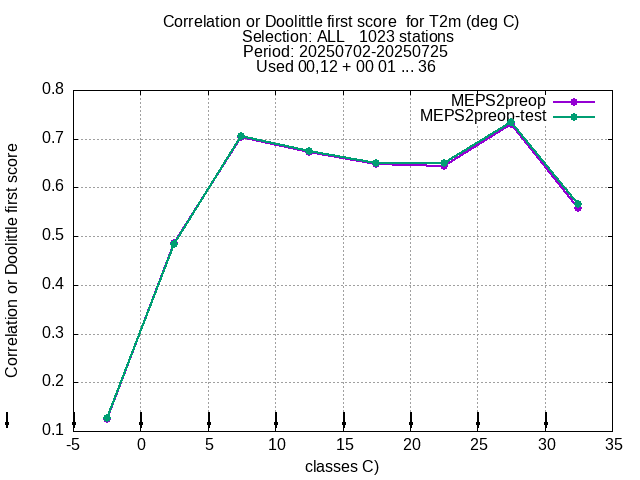 Correlation or Doolittle first score  for T2m (deg C)
Selection: ALL   1023 stations
Period: 20250702-20250725
Used 00,12 + 00 01 ... 36
MEPS2preop
MEPS2preop-test
Correlation or Doolittle first score
0.8
0.7
0.6
0.5
0.4
0.3
0.2
0.1
-5 0 5 10 15 20 25 30 35
classes C)